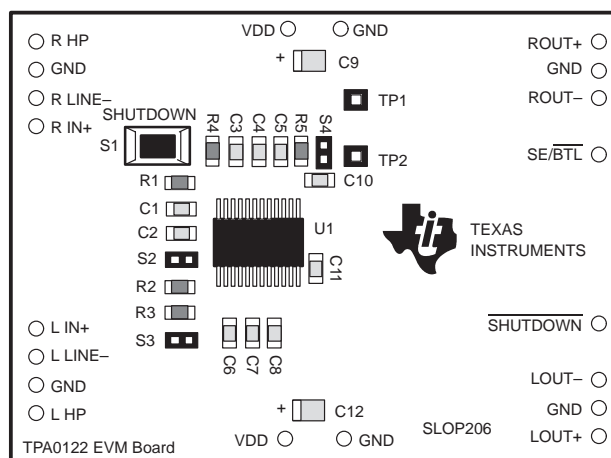 VDD
GND
R HP
C9
ROUT+
GND
GND
R LINE–
TP1
ROUT–
R IN+
SHUTDOWN
S1
R4
C3
C4
C5
R5
S4
TP2
SE/BTL
R1
C10
C1
C2
U1
TEXAS
INSTRUMENTS
S2
C11
R2
R3
S3
L IN+
SHUTDOWN
L LINE–
C6
C7
C8
LOUT–
GND
C12
GND
L HP
SLOP206
LOUT+
TPA0122 EVM Board
VDD
GND